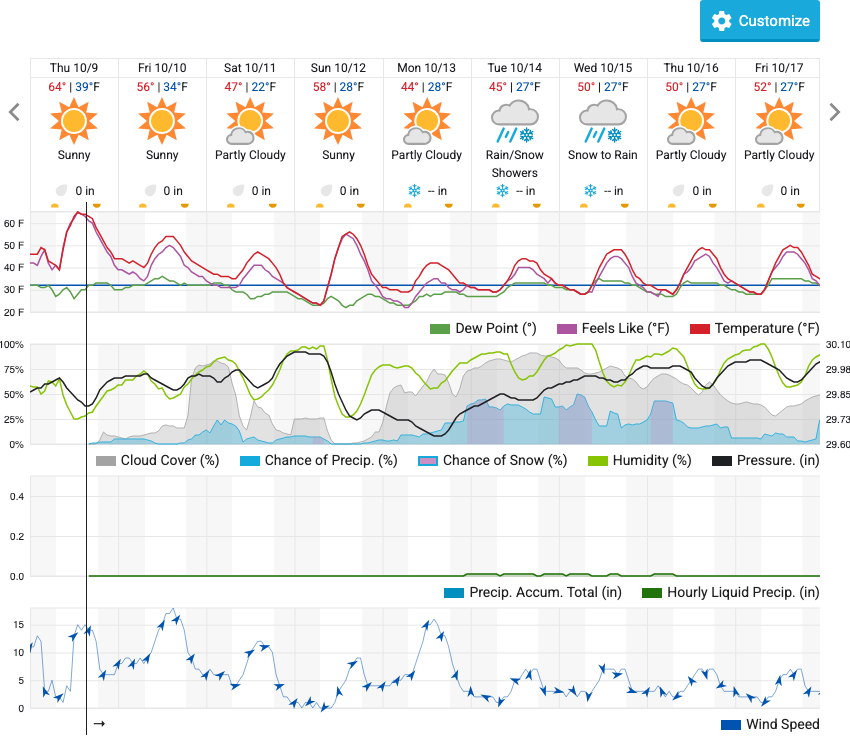 Customize
Thu 10/9 Fri 10/10 Sat 10/11 Sun 10/12 Mon 10/13 Tue 10/14 Wed 10/15 Thu 10/16 Fri 10/17
64° | 39°F 56° | 34°F 47° | 22°F 58° | 28°F 44° | 28°F 45° | 27°F 50° | 27°F 50° | 27°F 52° | 27°F
Sunny Sunny Partly Cloudy Sunny Partly Cloudy Rain/Snow Snow to Rain Partly Cloudy Partly Cloudy
Showers
0 in 0 in 0 in 0 in -- in -- in -- in 0 in 0 in
60 F
50 F
40 F
30 F
20 F
Dew Point (°) Feels Like (°F) Temperature (°F)
100% 30.10
75% 29.98
50% 29.85
25% 29.73
0% 29.60
Cloud Cover (%) Chance of Precip. (%) Chance of Snow (%) Humidity (%) Pressure. (in)
0.4
0.2
0.0
Precip. Accum. Total (in) Hourly Liquid Precip. (in)
15
10
5
0
→
Wind Speed